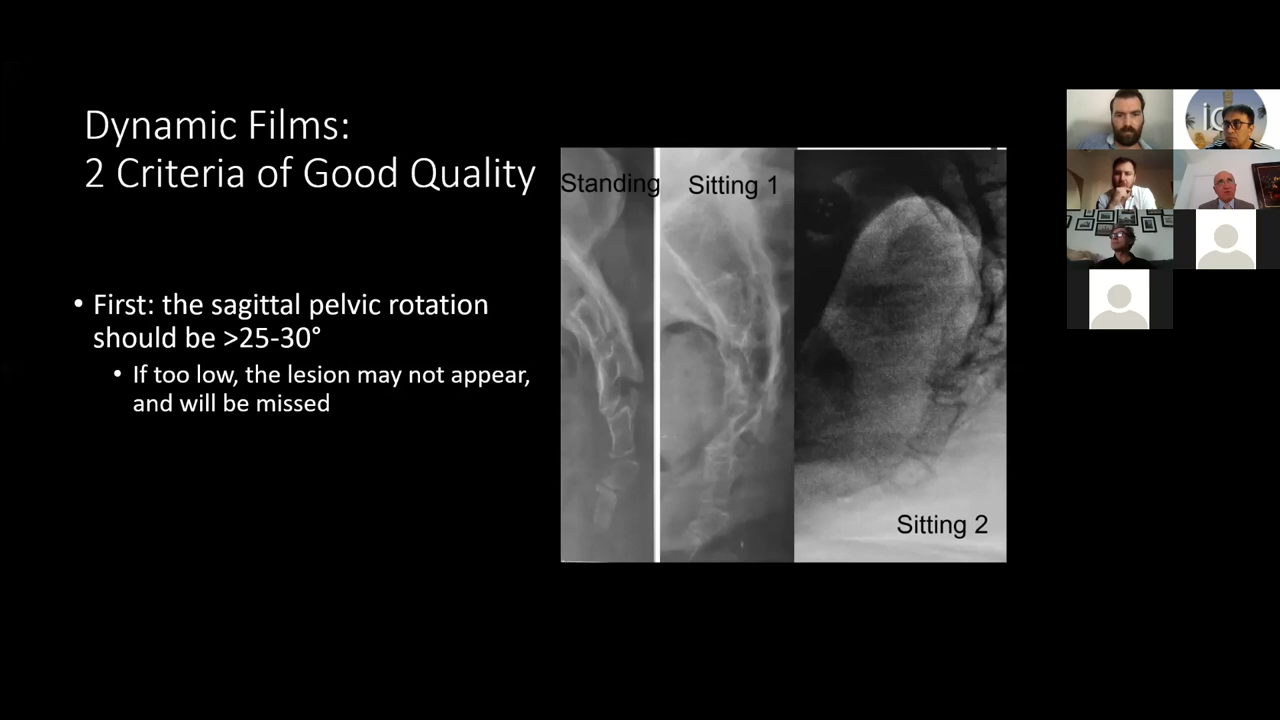 Dynamic Films:
2 Criteria of Good Quality
• First: the sagittal pelvic rotation
should be >25-30°
• If too low, the lesion may not appear,
and will be missed
Standing
Sitting 1
Sitting 2